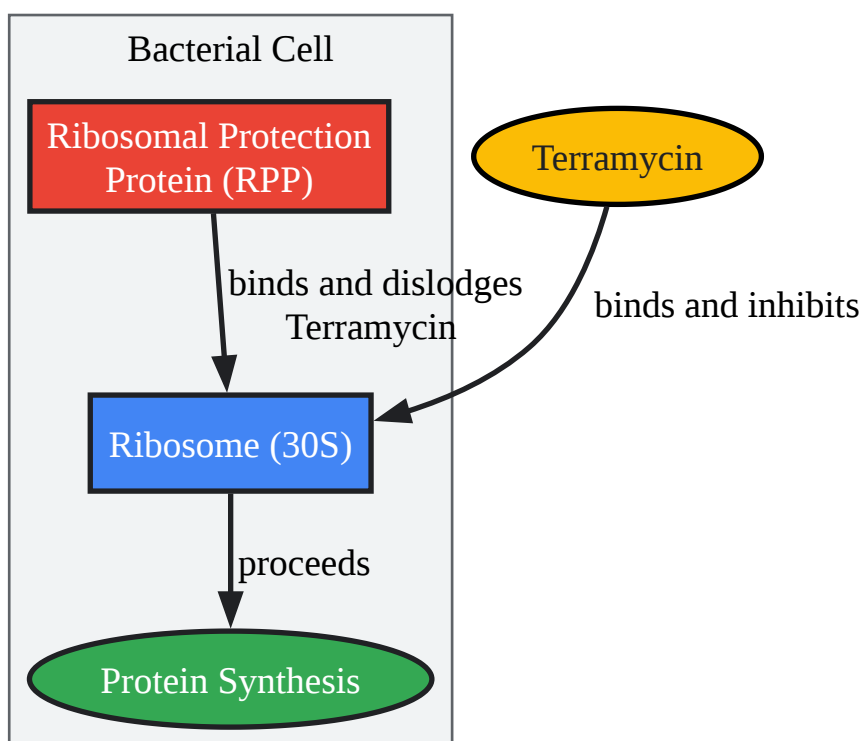 Bacterial Cell
Ribosomal Protection
Protein (RPP)
Terramycin
binds and dislodges
Terramycin
binds and inhibits
Ribosome (30S)
proceeds
Protein Synthesis